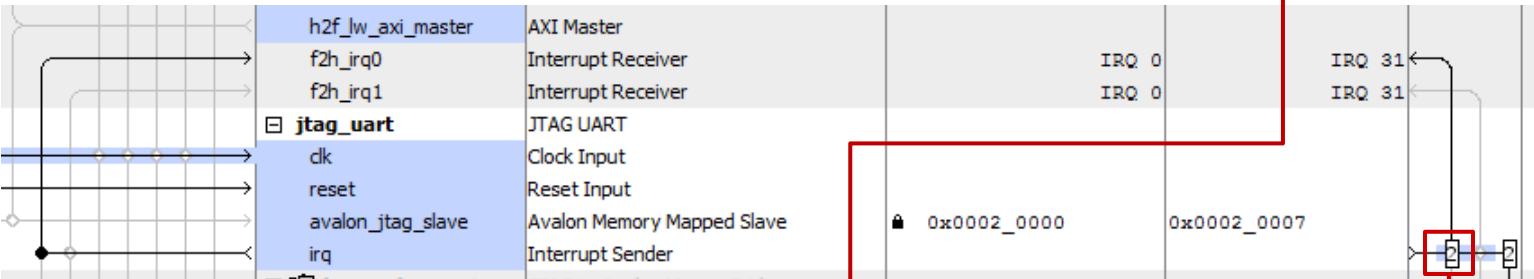 h2f_lw_axi_master AXI Master
f2h_irq0 Interrupt Receiver IRQ 0 IRQ 31
f2h_irq1 Interrupt Receiver IRQ 0 IRQ 31
jtag_uart JTAG UART
clk Clock Input
reset Reset Input
avalon_jtag_slave Avalon Memory Mapped Slave 0x0002_0000 0x0002_0007
irq Interrupt Sender 2 2